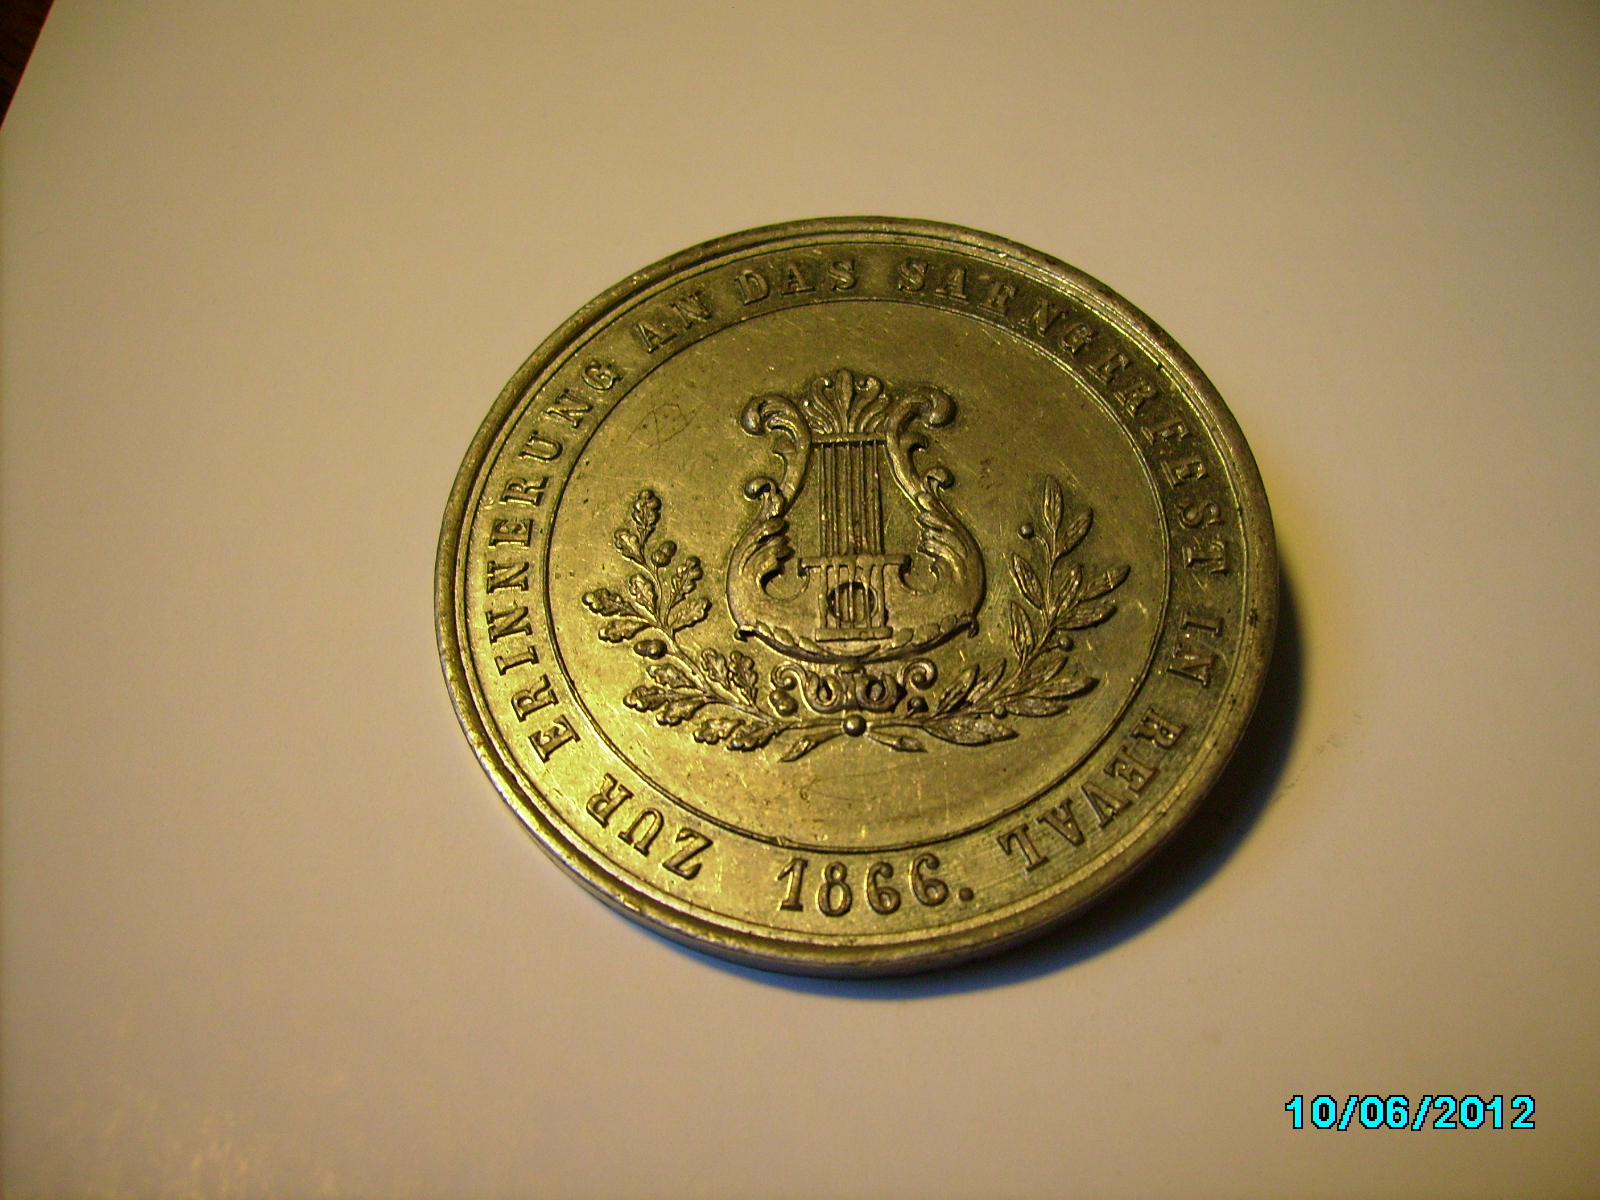 ZUR ERINNERUNG AN DAS SAENGERFEST IN REVAL
1866.
10/06/2012